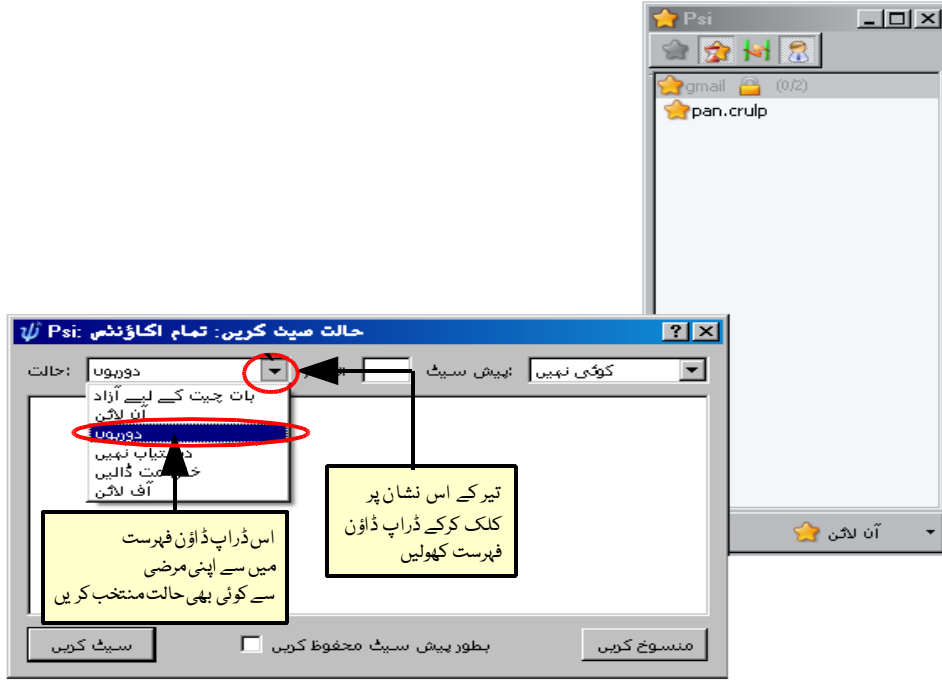 Psi
gmail (0/2)
pan.crulp
آن لائن
Psi: حالت سیٹ کریں: تمام اکاؤنٹس
حالت:
دورہوں
پیش سیٹ:
کوئی نہیں
بات چیت کے لیے آزاد
آن لائن
دورہوں
نہیں
مت ڈالیں
آف لائن
تیر کے اس نشان پر
کلک کرکے ڈراپ ڈاؤن
فہرست کھولیں
اس ڈراپ ڈاؤن فہرست
میں سے اپنی مرضی
سے کوئی بھی حالت منتخب کریں
سیٹ کریں
بطور پیش سیٹ محفوظ کریں
منسوخ کریں